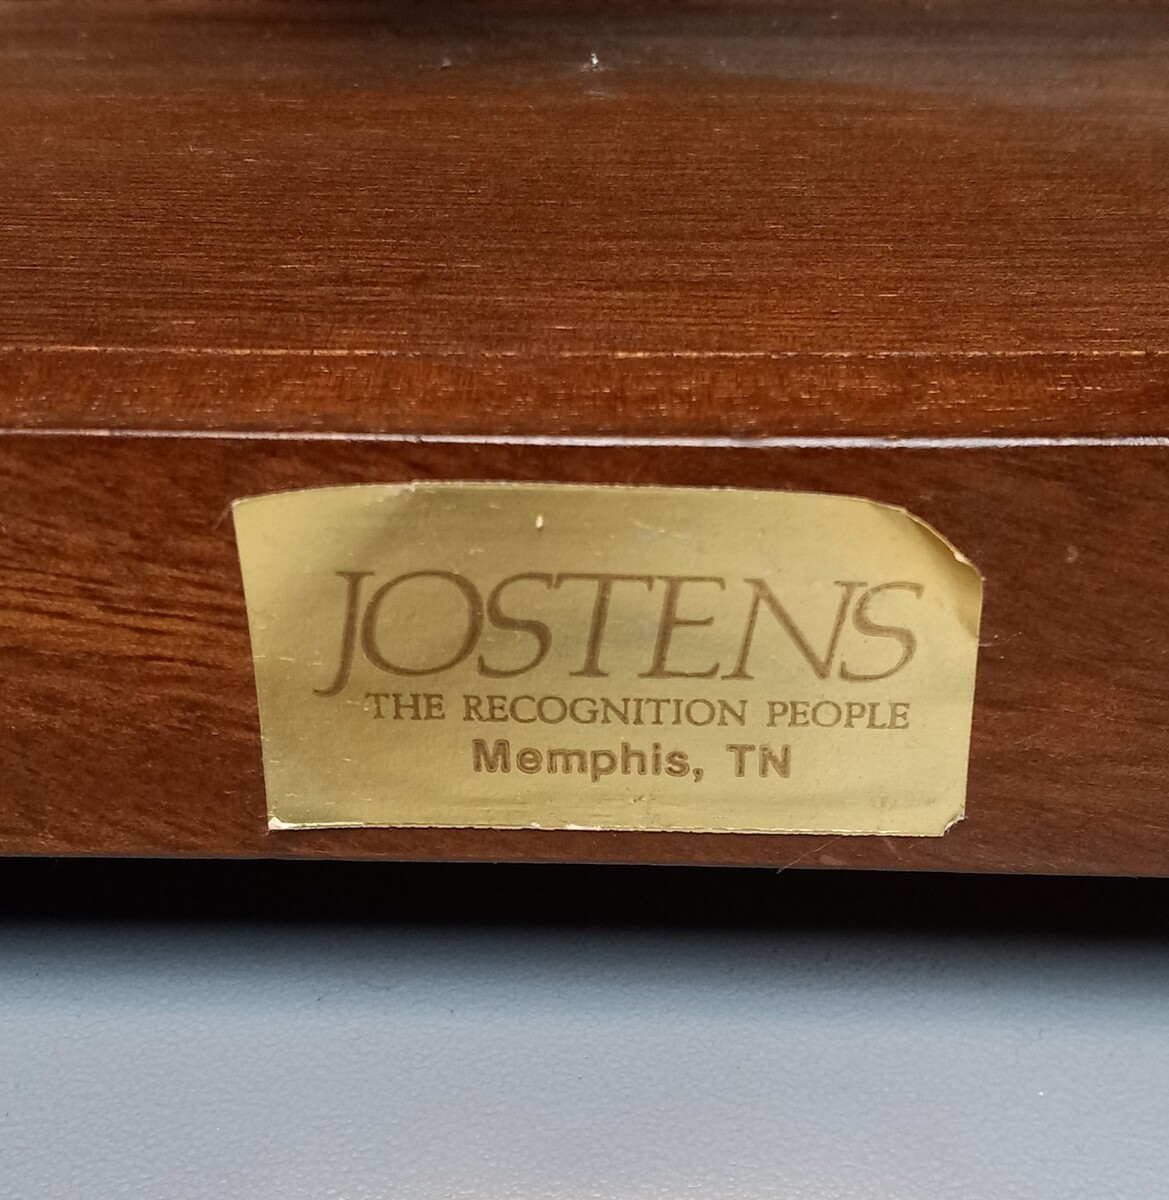 JOSTENS
THE RECOGNITION PEOPLE
Memphis, TN